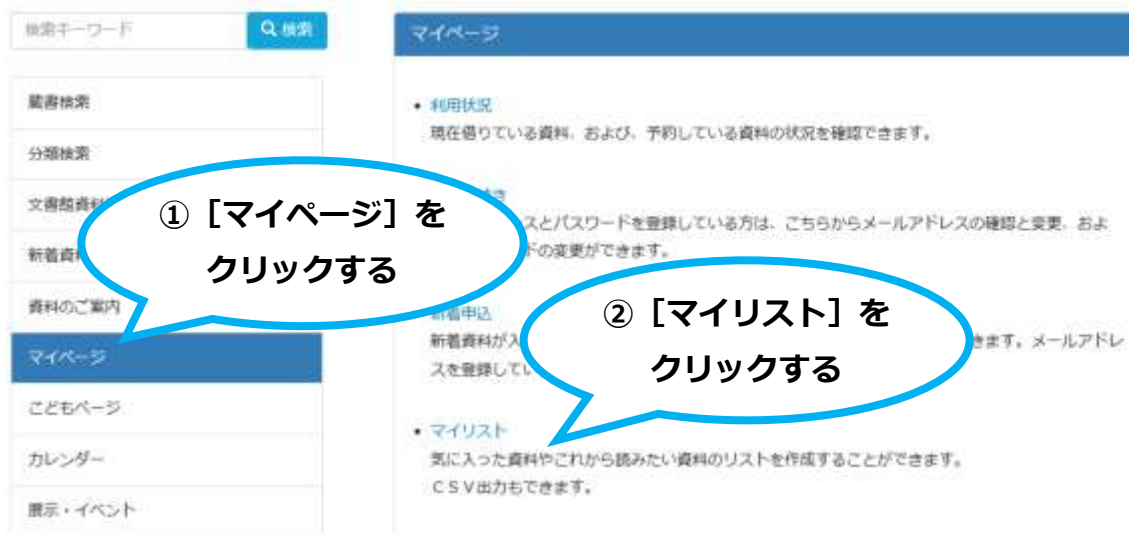 検索キーワード
検索
蔵書検索
分類検索
文書館資料
新着資
資料のご案内
マイページ
こどもページ
カレンダー
展示・イベント
マイページ
利用状況
現在借りている資料、および、予約している資料の状況を確認できます。
スとパスワードを登録している方は、こちらからメールアドレスの確認と変更、およ
ドの変更ができます。
新着申込
新着資料が入
きます。メールアドレ
スを登録してい
マイリスト
気に入った資料やこれから読みたい資料のリストを作成することができます。
CSV出力もできます。
①［マイページ］を
クリックする
②［マイリスト］を
クリックする